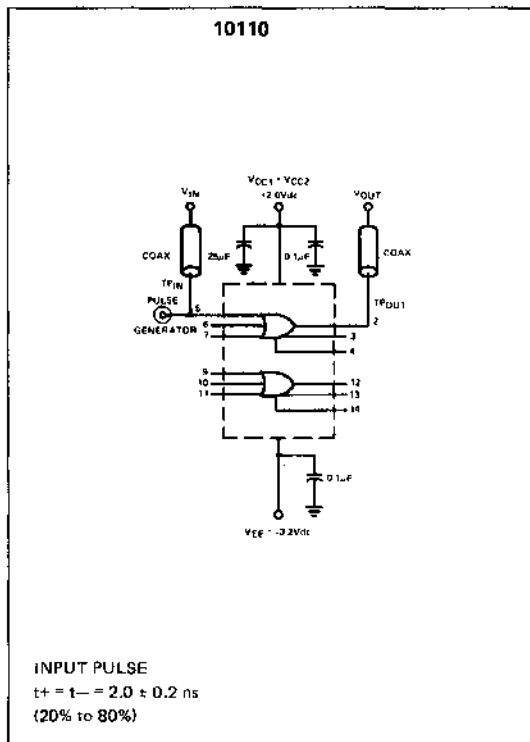 10110
VCC1 = VCC2
+2.0Vdc
VIN
VOUT
25μF
0.1μF
COAX
COAX
TPIN
TPOUT
PULSE
GENERATOR
5
6
7
2
3
4
9
10
11
12
13
14
0.1μF
VEE = -3.2Vdc
INPUT PULSE
t+ = t− = 2.0 ± 0.2 ns
(20% to 80%)